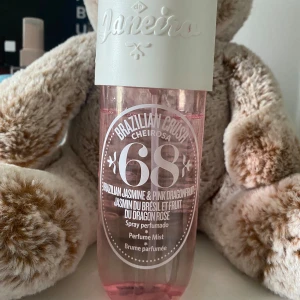 Janeiro
BRAZILIAN CRUSH
CHEIROSA
68
BRAZILIAN JASMINE & PINK DRAGONFRUIT
JASMIN DU BRÉSIL ET FRUIT
DU DRAGON ROSE
Spray perfumado
Perfume Mist
Brume parfumée